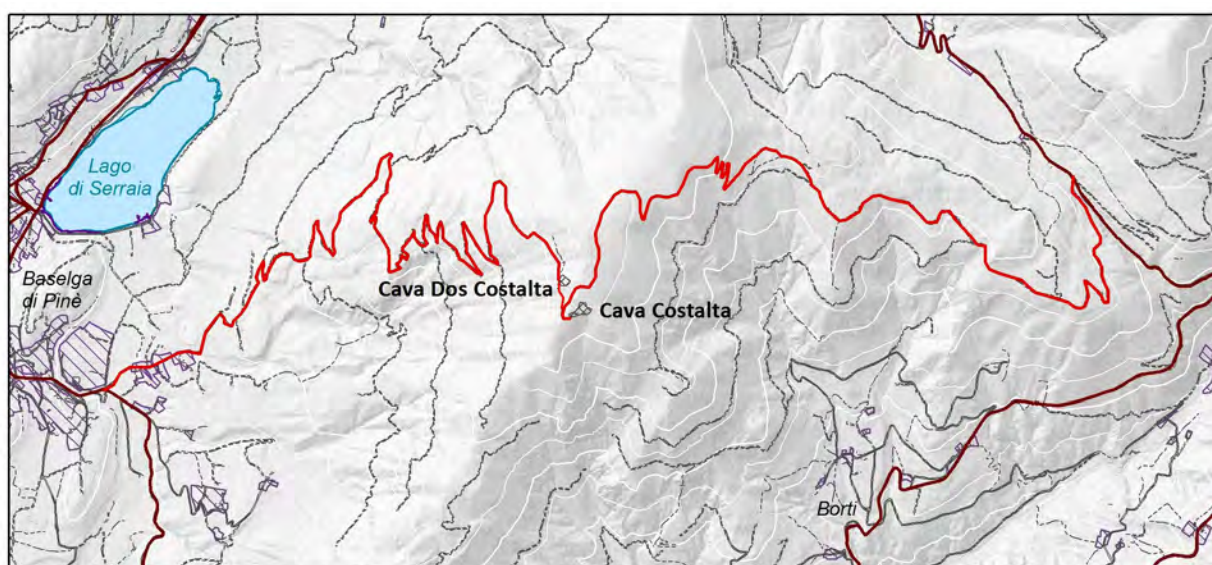 Lago
di Serraia
Baselga
di Pinè
Cava Dos Costalta
Cava Costalta
Borti